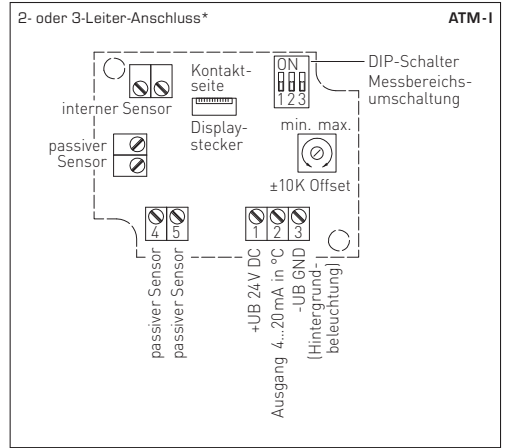 2- oder 3-Leiter-Anschluss*
ATM-I
ON
1 2 3
DIP-Schalter
Messbereichs-
umschaltung
Kontakt-
seite
interner Sensor
Display-
stecker
min. max.
passiver
Sensor
±10K Offset
4 5
1 2 3
passiver Sensor
passiver Sensor
+UB 24V DC
Ausgang 4...20mA in °C
-UB GND
(Hintergrund-
beleuchtung)